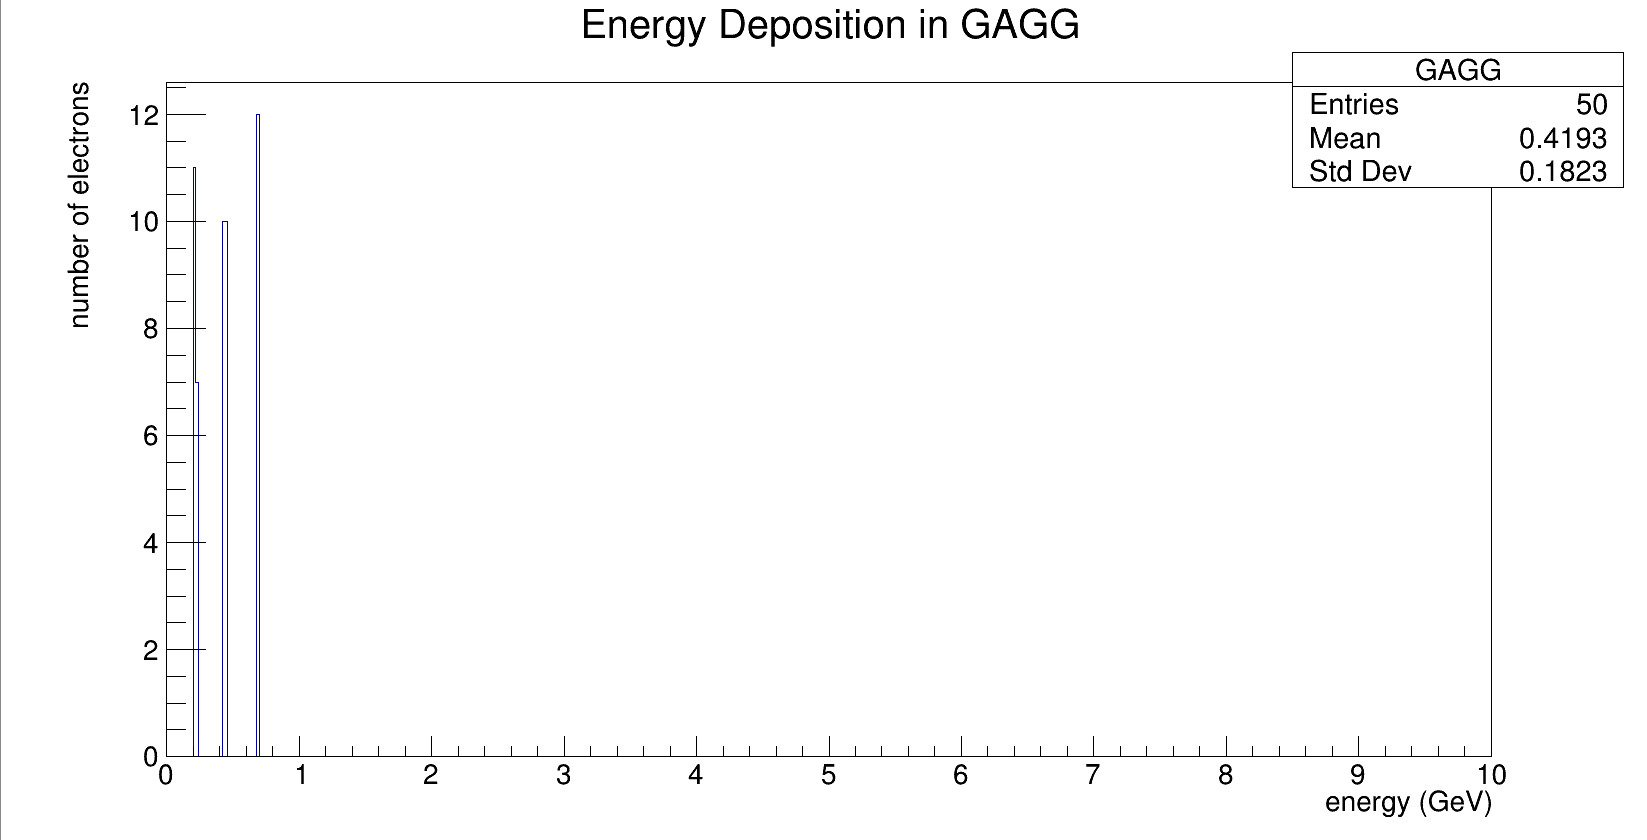 Energy Deposition in GAGG
GAGG
Entries 50
Mean 0.4193
Std Dev 0.1823
number of electrons
12
10
8
6
4
2
0
0 1 2 3 4 5 6 7 8 9 10
energy (GeV)